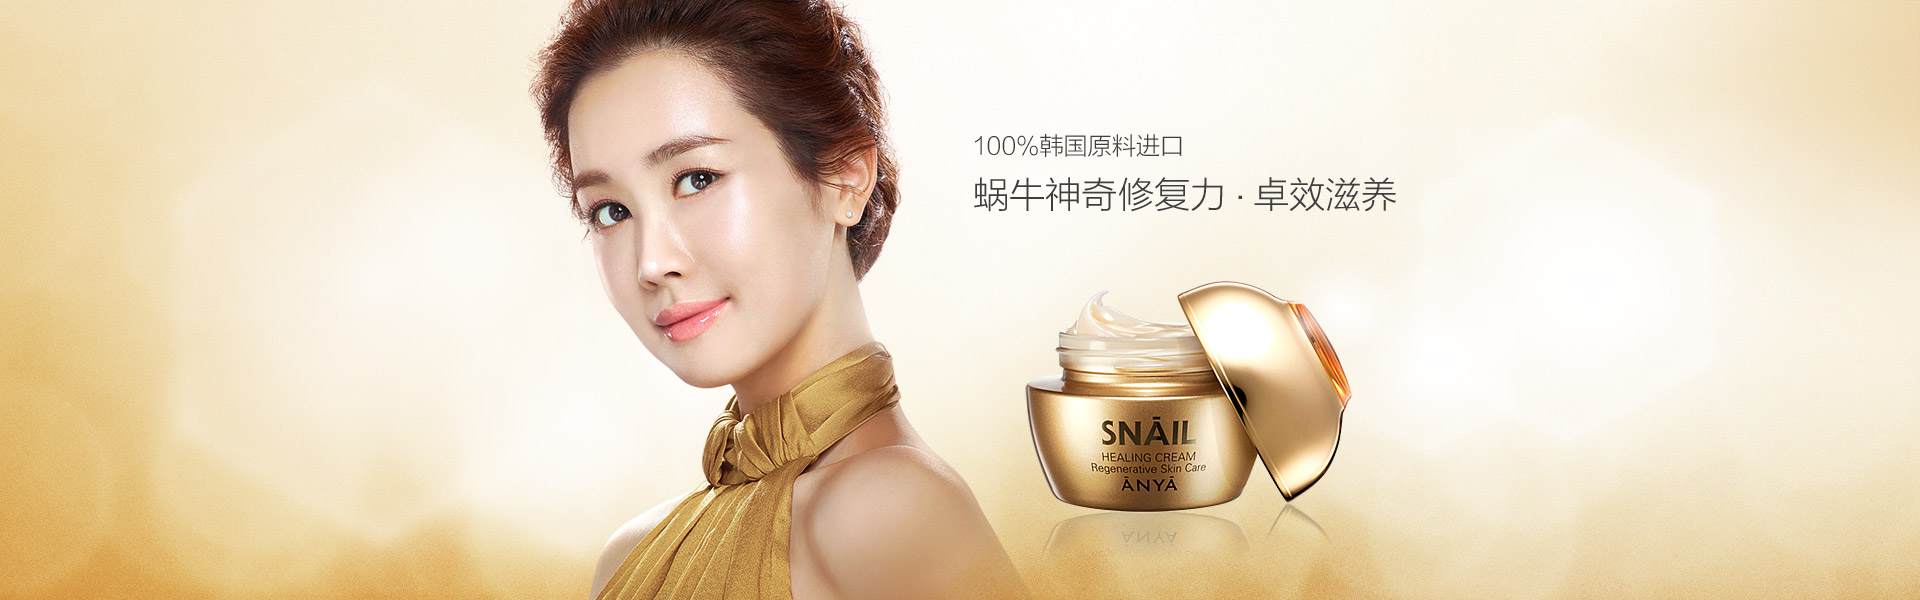 100%韩国原料进口
蜗牛神奇修复力·卓效滋养
SNĀIL
HEALING CREAM
Regenerative Skin Care
ĀNYĀ